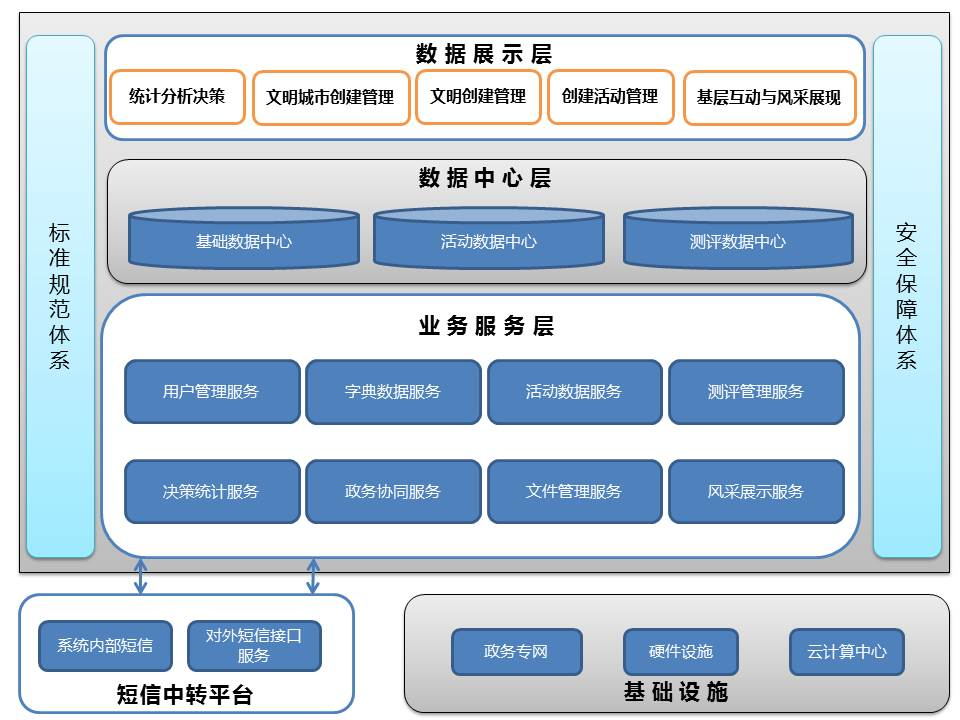 数据展示层
统计分析决策
文明城市创建管理
文明创建管理
创建活动管理
基层互动与风采展现
标准规范体系
安全保障体系
数据中心层
基础数据中心
活动数据中心
测评数据中心
业务服务层
用户管理服务
字典数据服务
活动数据服务
测评管理服务
决策统计服务
政务协同服务
文件管理服务
风采展示服务
系统内部短信
对外短信接口
服务
短信中转平台
政务专网
硬件设施
云计算中心
基础设施